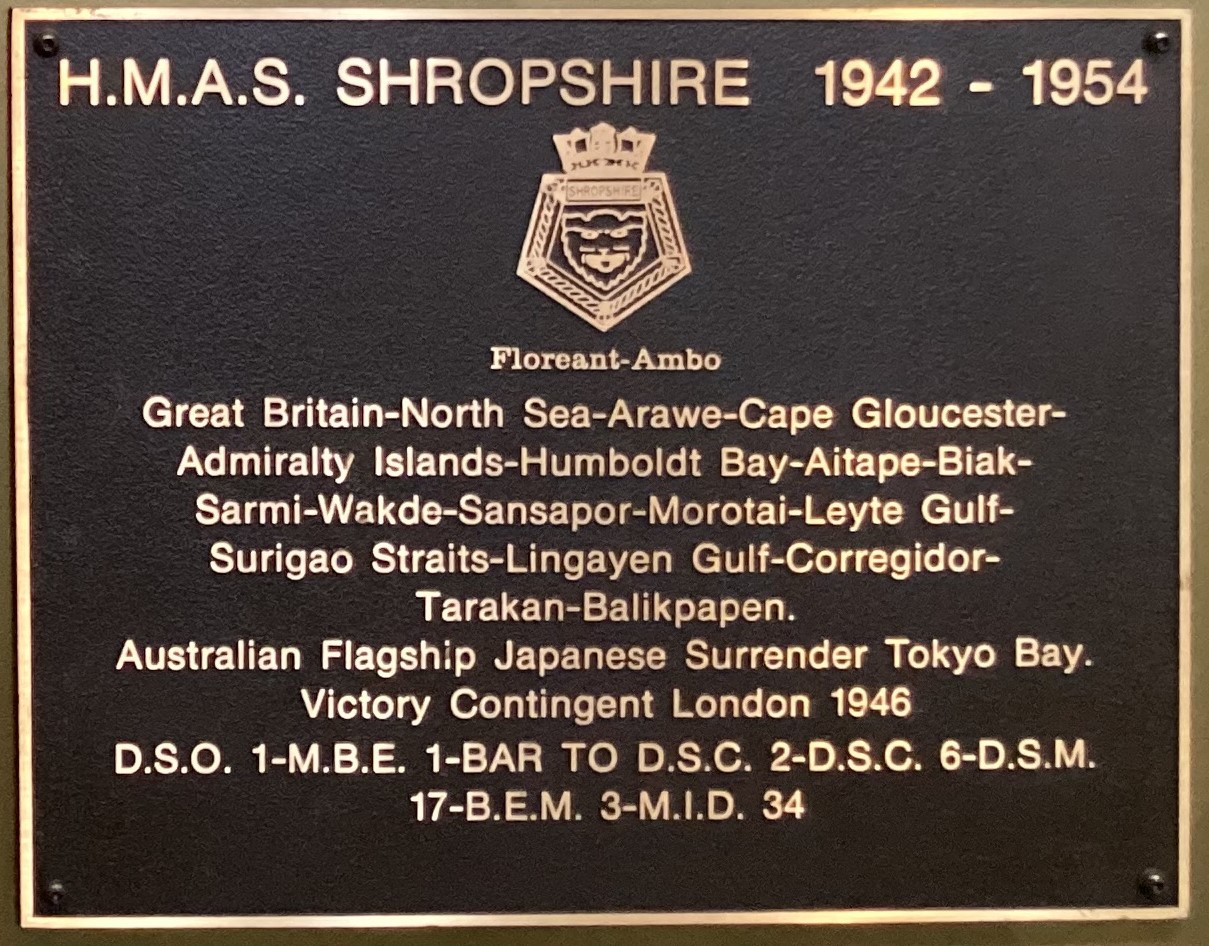 H.M.A.S. SHROPSHIRE 1942 - 1954
SHROPSHIRE
Floreant-Ambo
Great Britain-North Sea-Arawe-Cape Gloucester-
Admiralty Islands-Humboldt Bay-Aitape-Biak-
Sarmi-Wakde-Sansapor-Morotai-Leyte Gulf-
Surigao Straits-Lingayen Gulf-Corregidor-
Tarakan-Balikpapen.
Australian Flagship Japanese Surrender Tokyo Bay.
Victory Contingent London 1946
D.S.O. 1-M.B.E. 1-BAR TO D.S.C. 2-D.S.C. 6-D.S.M.
17-B.E.M. 3-M.I.D. 34